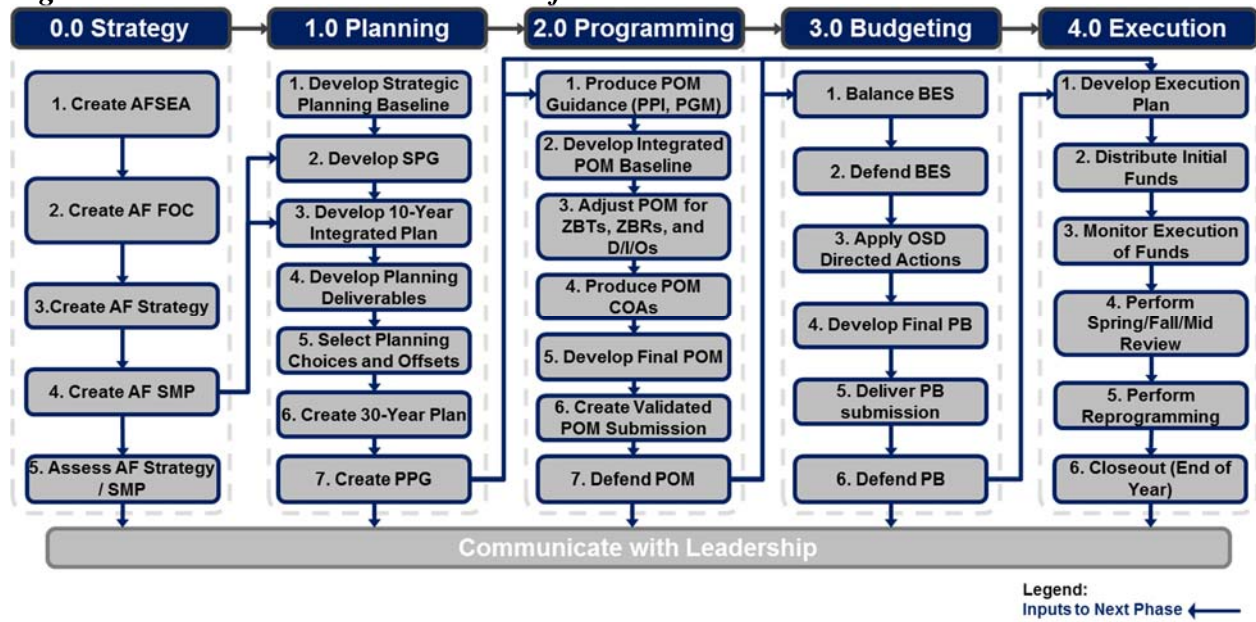 0.0 Strategy
1.0 Planning
2.0 Programming
3.0 Budgeting
4.0 Execution
1. Create AFSEA
2. Create AF FOC
3.Create AF Strategy
4. Create AF SMP
5. Assess AF Strategy
/ SMP
1. Develop Strategic
Planning Baseline
2. Develop SPG
3. Develop 10-Year
Integrated Plan
4. Develop Planning
Deliverables
5. Select Planning
Choices and Offsets
6. Create 30-Year Plan
7. Create PPG
1. Produce POM
Guidance (PPI, PGM)
2. Develop Integrated
POM Baseline
3. Adjust POM for
ZBTs, ZBRs, and
D/I/Os
4. Produce POM
COAs
5. Develop Final POM
6. Create Validated
POM Submission
7. Defend POM
1. Balance BES
2. Defend BES
3. Apply OSD
Directed Actions
4. Develop Final PB
5. Deliver PB
submission
6. Defend PB
1. Develop Execution
Plan
2. Distribute Initial
Funds
3. Monitor Execution
of Funds
4. Perform
Spring/Fall/Mid
Review
5. Perform
Reprogramming
6. Closeout (End of
Year)
Communicate with Leadership
Legend:
Inputs to Next Phase